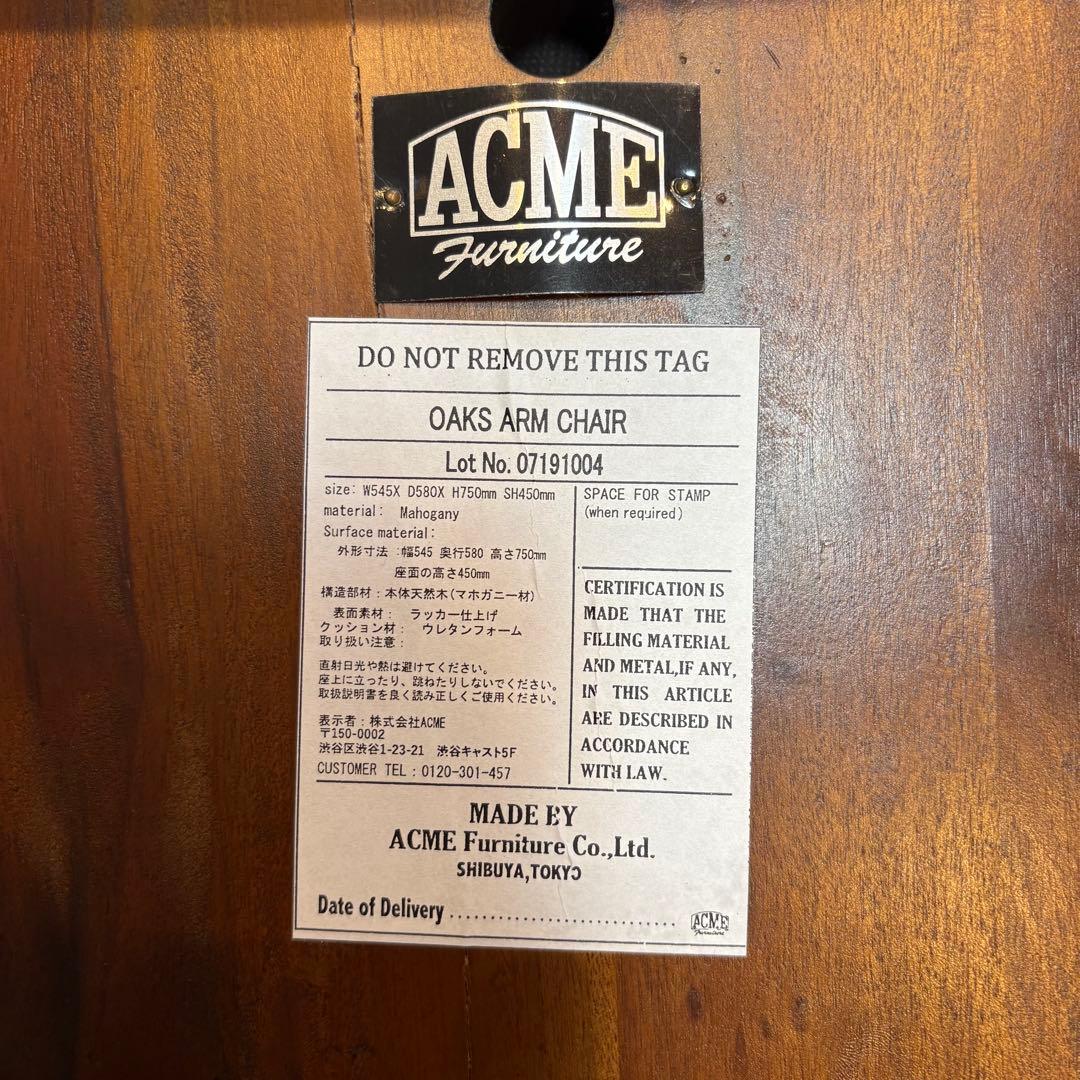 ACME
Furniture
DO NOT REMOVE THIS TAG
OAKS ARM CHAIR
Lot No. 07191004
size: W545X D580X H750mm SH450mm
material: Mahogany
Surface material:
外形寸法 :幅545 奥行580 高さ750mm
座面の高さ450mm
構造部材:本体天然木(マホガニー材)
表面素材: ラッカー仕上げ
クッション材: ウレタンフォーム
取り扱い注意:
直射日光や熱は避けてください。
座上に立ったり、跳ねたりしないでください。
取扱説明書を良く読み正しくご使用ください。
表示者:株式会社ACME
〒150-0002
渋谷区渋谷1-23-21 渋谷キャスト5F
CUSTOMER TEL:0120-301-457
SPACE FOR STAMP
(when required)
CERTIFICATION IS
MADE THAT THE
FILLING MATERIAL
AND METAL,IF ANY,
IN THIS ARTICLE
ARE DESCRIBED IN
ACCORDANCE
WITH LAW.
MADE BY
ACME Furniture Co.,Ltd.
SHIBUYA,TOKYO
Date of Delivery ............................
ACME
Furniture